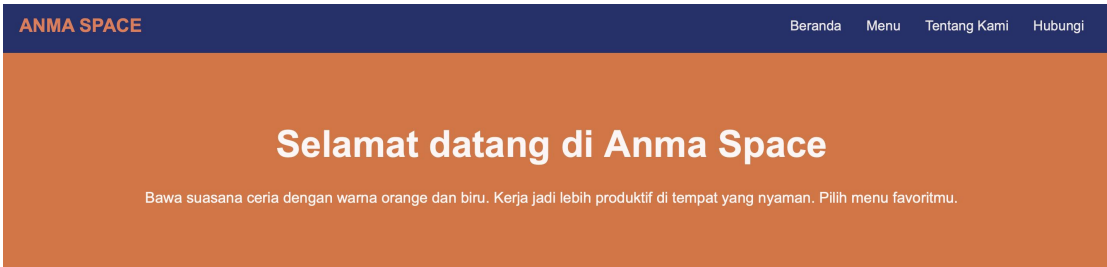 ANMA SPACE
Beranda Menu Tentang Kami Hubungi
Selamat datang di Anma Space
Bawa suasana ceria dengan warna orange dan biru. Kerja jadi lebih produktif di tempat yang nyaman. Pilih menu favoritmu.